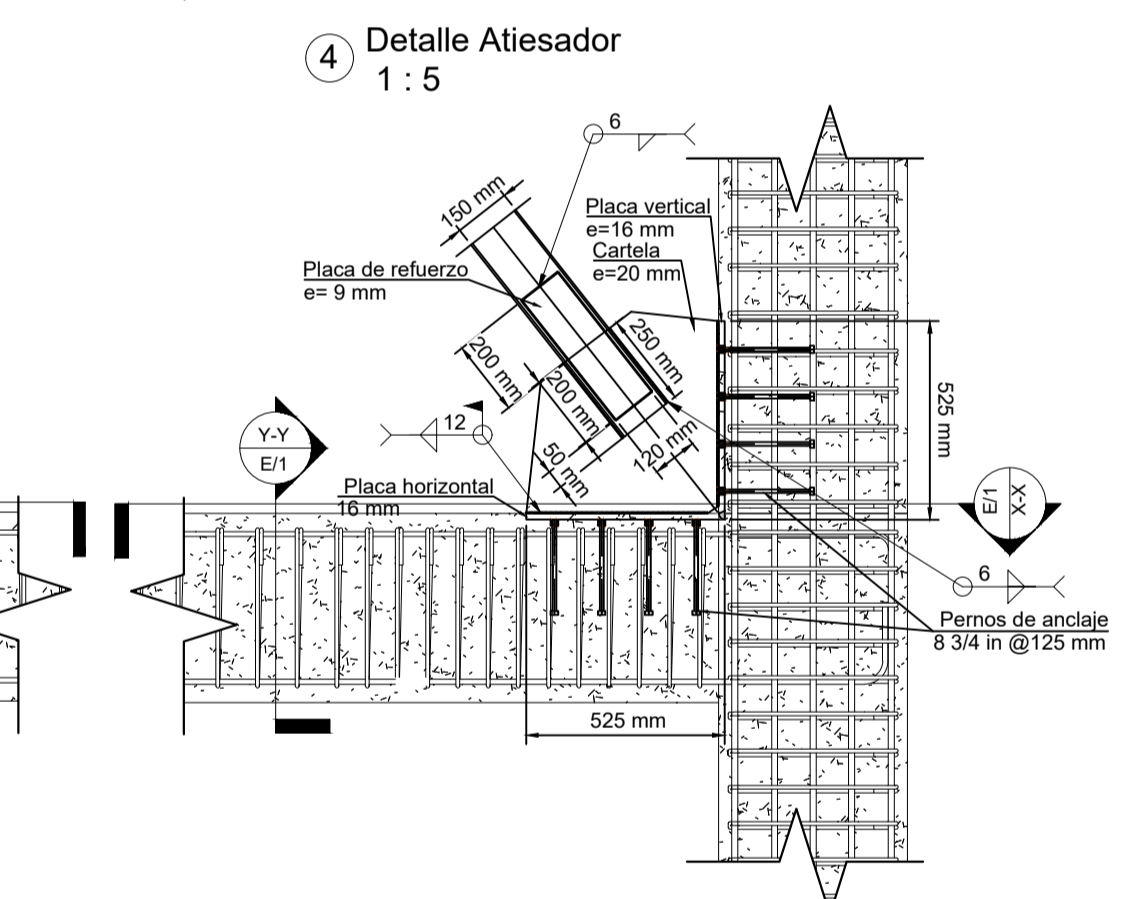 4
Detalle Atiesador
1 : 5
6
150 mm
Placa vertical
e=16 mm
Cartela
e=20 mm
Placa de refuerzo
e= 9 mm
250 mm
200 mm
200 mm
525 mm
12
Y-Y
E/1
50 mm
120 mm
Placa horizontal
16 mm
E/1
X-X
6
Pernos de anclaje
8 3/4 in @125 mm
525 mm